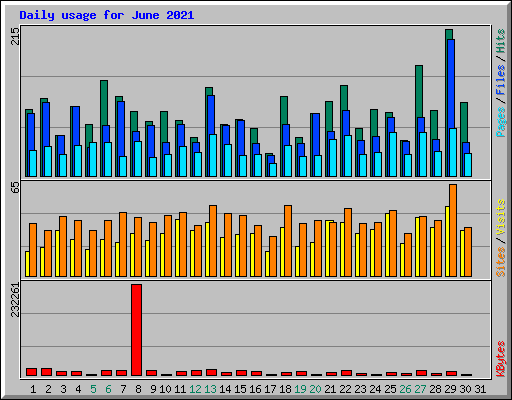 Daily usage for June 2021
215
Pages / Files / Hits
65
Sites / Visits
232261
KBytes
1 2 3 4 5 6 7 8 9 10 11 12 13 14 15 16 17 18 19 20 21 22 23 24 25 26 27 28 29 30 31